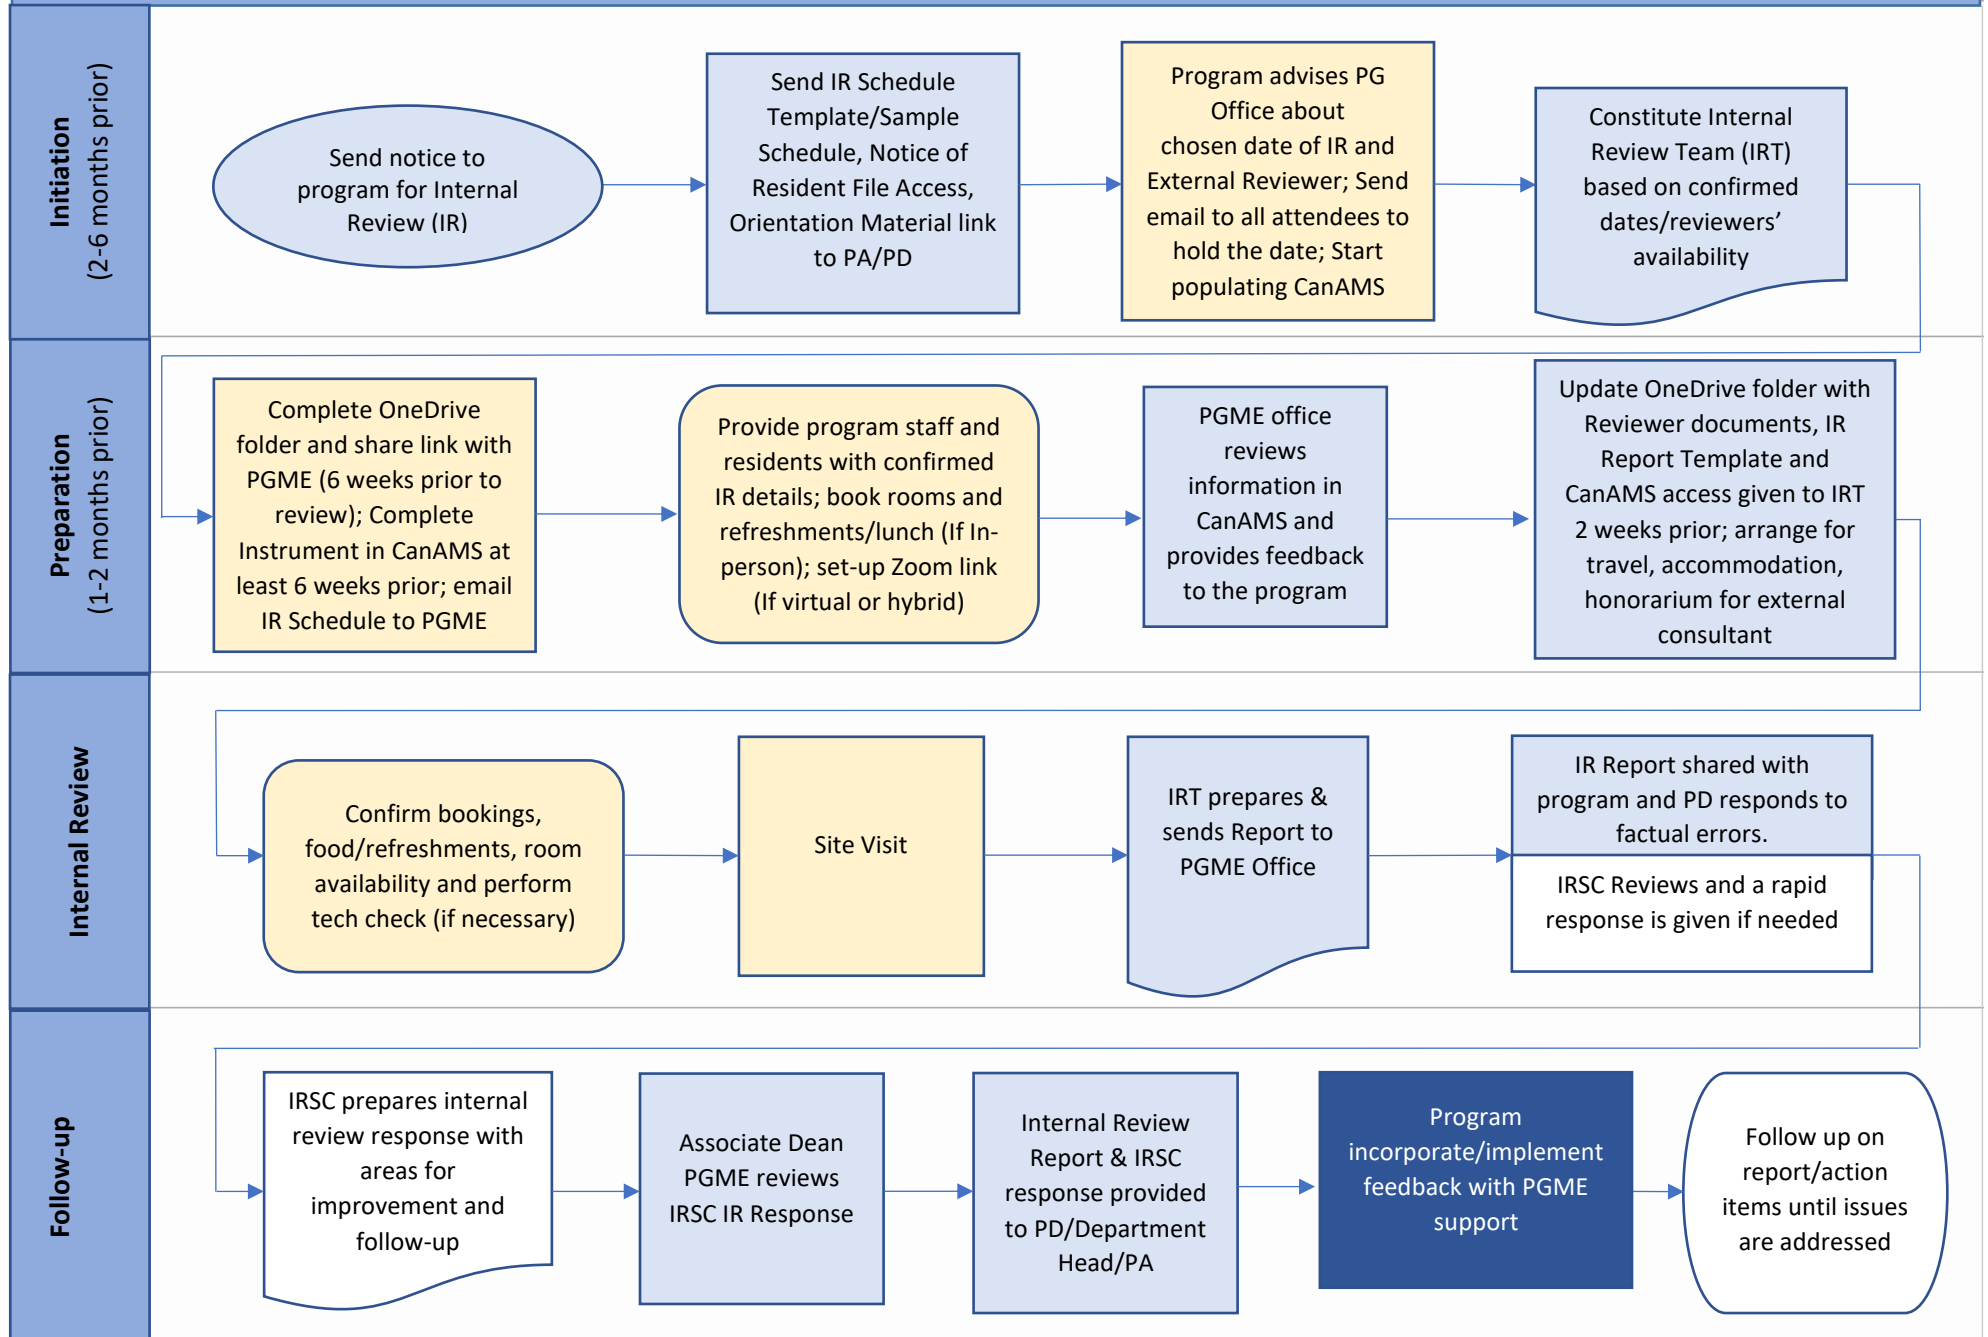 Initiation
(2-6 months prior)
Send notice to
program for Internal
Review (IR)
Send IR Schedule
Template/Sample
Schedule, Notice of
Resident File Access,
Orientation Material link
to PA/PD
Program advises PG
Office about
chosen date of IR and
External Reviewer; Send
email to all attendees to
hold the date; Start
populating CanAMS
Constitute Internal
Review Team (IRT)
based on confirmed
dates/reviewers’
availability
Preparation
(1-2 months prior)
Complete OneDrive
folder and share link with
PGME (6 weeks prior to
review); Complete
Instrument in CanAMS at
least 6 weeks prior; email
IR Schedule to PGME
Provide program staff and
residents with confirmed
IR details; book rooms and
refreshments/lunch (If In-
person); set-up Zoom link
(If virtual or hybrid)
PGME office
reviews
information in
CanAMS and
provides feedback
to the program
Update OneDrive folder with
Reviewer documents, IR
Report Template and
CanAMS access given to IRT
2 weeks prior; arrange for
travel, accommodation,
honorarium for external
consultant
Internal Review
Confirm bookings,
food/refreshments, room
availability and perform
tech check (if necessary)
Site Visit
IRT prepares &
sends Report to
PGME Office
IR Report shared with
program and PD responds to
factual errors.
IRSC Reviews and a rapid
response is given if needed
Follow-up
IRSC prepares internal
review response with
areas for
improvement and
follow-up
Associate Dean
PGME reviews
IRSC IR Response
Internal Review
Report & IRSC
response provided
to PD/Department
Head/PA
Program
incorporate/implement
feedback with PGME
support
Follow up on
report/action
items until issues
are addressed